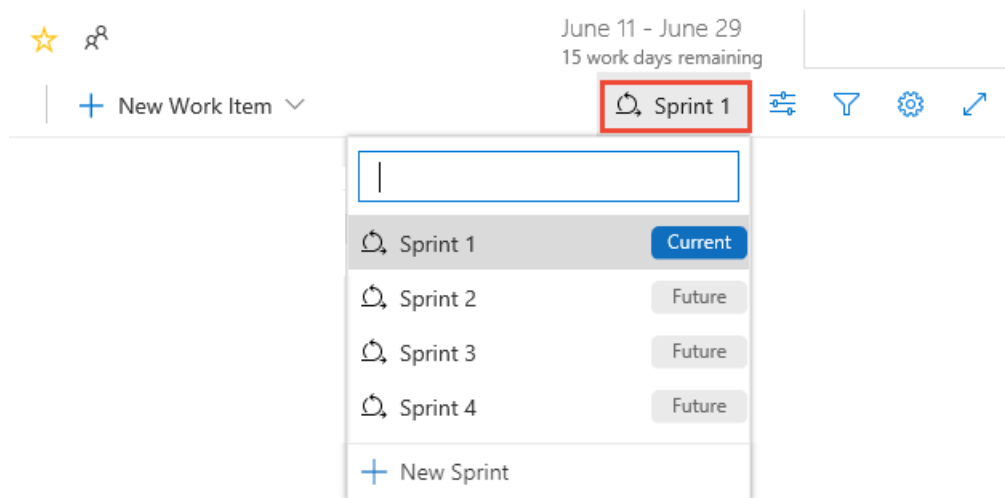 June 11 - June 29
15 work days remaining
New Work Item
Sprint 1
Sprint 1 Current
Sprint 2 Future
Sprint 3 Future
Sprint 4 Future
New Sprint